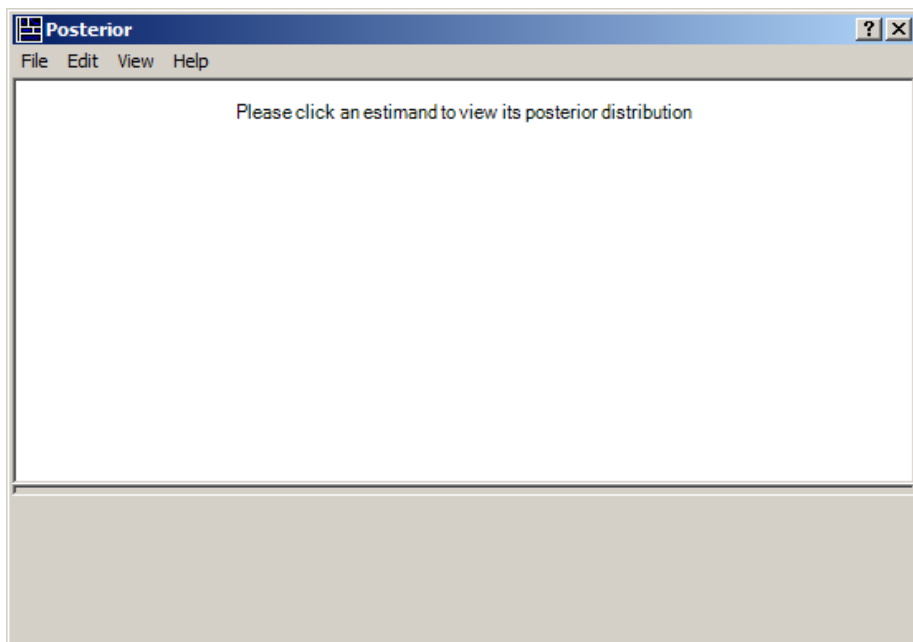 Posterior
File Edit View Help
Please click an estimand to view its posterior distribution